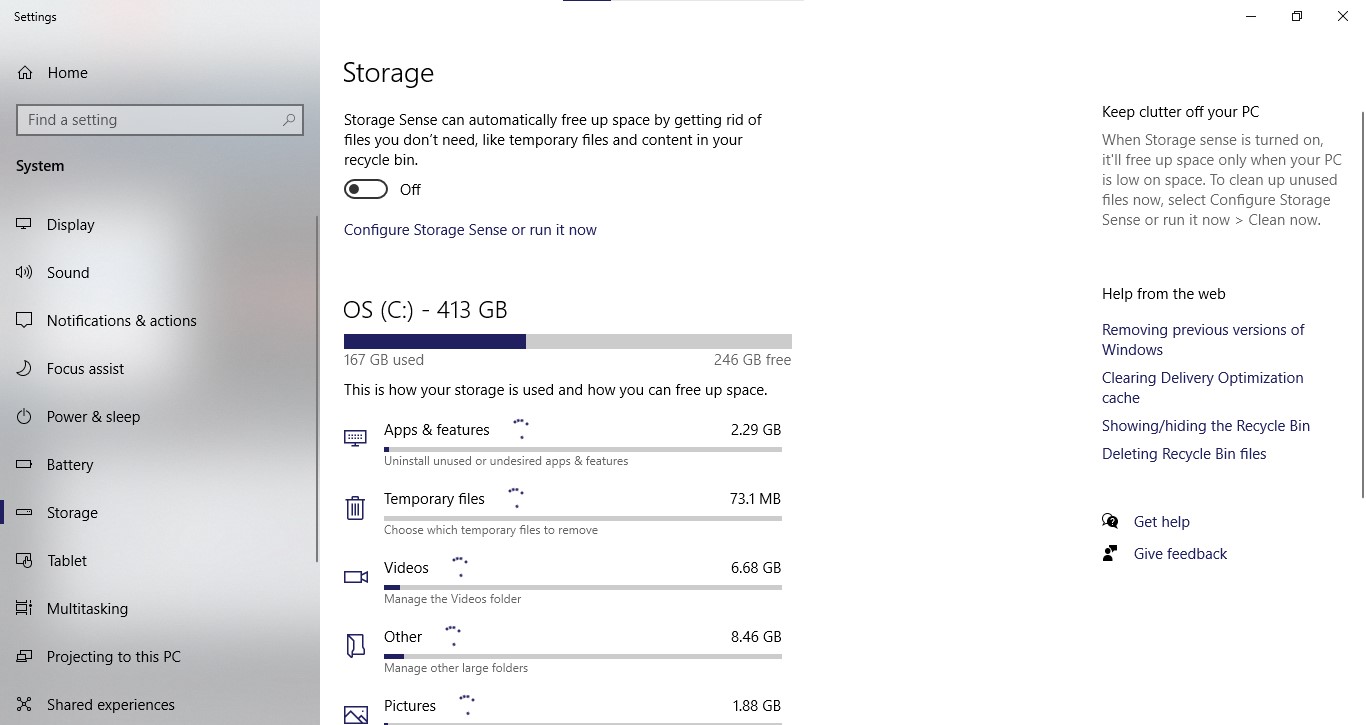 Settings
Home
Find a setting
System
Display
Sound
Notifications & actions
Focus assist
Power & sleep
Battery
Storage
Tablet
Multitasking
Projecting to this PC
Shared experiences
Storage
Storage Sense can automatically free up space by getting rid of
files you don’t need, like temporary files and content in your
recycle bin.
Off
Configure Storage Sense or run it now
OS (C:) - 413 GB
167 GB used 246 GB free
This is how your storage is used and how you can free up space.
Apps & features 2.29 GB
Uninstall unused or undesired apps & features
Temporary files 73.1 MB
Choose which temporary files to remove
Videos 6.68 GB
Manage the Videos folder
Other 8.46 GB
Manage other large folders
Pictures 1.88 GB
Keep clutter off your PC
When Storage sense is turned on,
it'll free up space only when your PC
is low on space. To clean up unused
files now, select Configure Storage
Sense or run it now > Clean now.
Help from the web
Removing previous versions of
Windows
Clearing Delivery Optimization
cache
Showing/hiding the Recycle Bin
Deleting Recycle Bin files
Get help
Give feedback